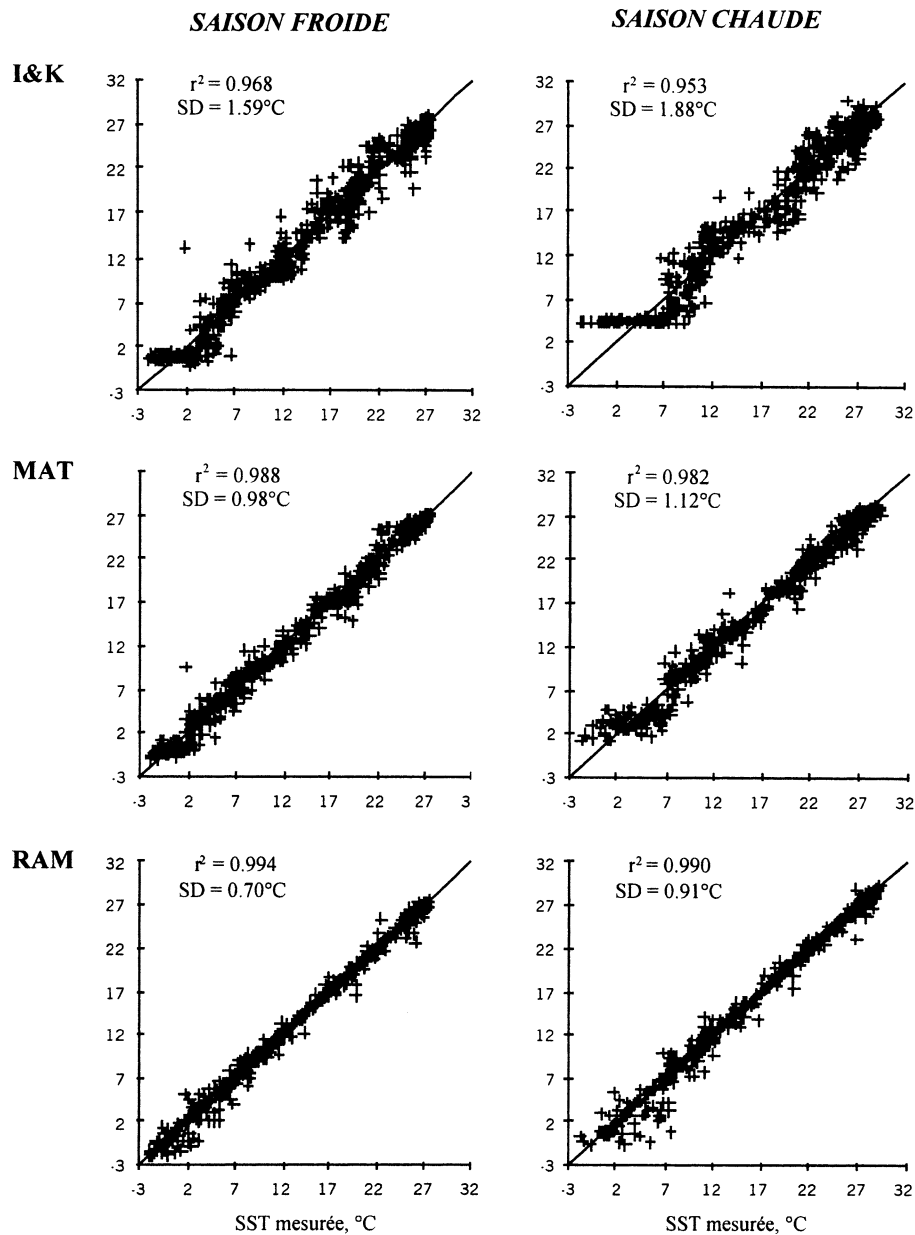 SAISON FROIDE
SAISON CHAUDE
I&K
r² = 0.968
SD = 1.59°C
32
27
22
17
12
7
2
-3
-3 2 7 12 17 22 27 32
r² = 0.953
SD = 1.88°C
32
27
22
17
12
7
2
-3
-3 2 7 12 17 22 27 32
MAT
r² = 0.988
SD = 0.98°C
27
22
17
12
7
2
-3
-3 2 7 12 17 22 27 3
r² = 0.982
SD = 1.12°C
32
27
22
17
12
7
2
-3
-3 2 7 12 17 22 27 32
RAM
r² = 0.994
SD = 0.70°C
32
27
22
17
12
7
2
-3
-3 2 7 12 17 22 27 32
SST mesurée, °C
r² = 0.990
SD = 0.91°C
32
27
22
17
12
7
2
-3
-3 2 7 12 17 22 27 32
SST mesurée, °C